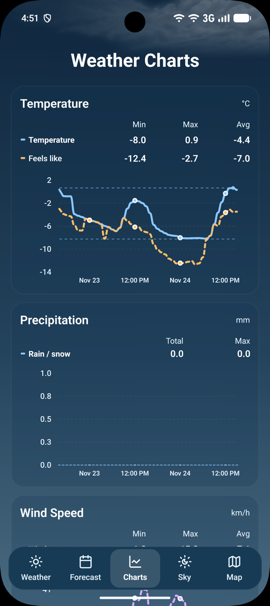 4:51 3G
Weather Charts
Temperature °C
Min Max Avg
Temperature -8.0 0.9 -4.4
Feels like -12.4 -2.7 -7.0
2
-2
-6
-10
-14
Nov 23 12:00 PM Nov 24 12:00 PM
Precipitation mm
Total Max
Rain / snow 0.0 0.0
1.0
0.8
0.5
0.3
0.0
Nov 23 12:00 PM Nov 24 12:00 PM
Wind Speed km/h
Min Max Avg
Weather Forecast Charts Sky Map